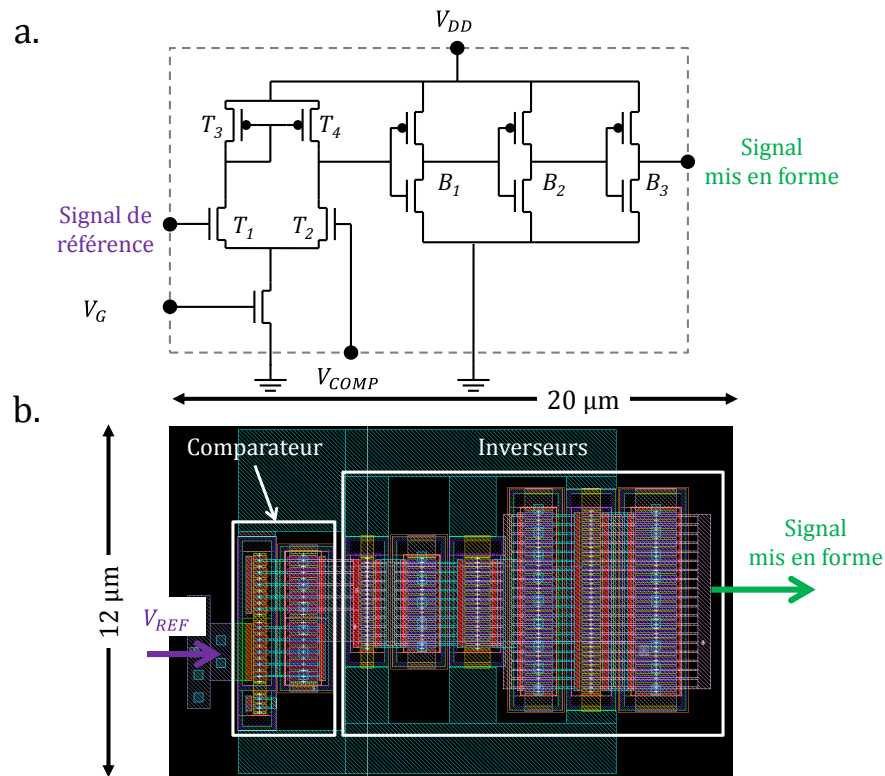 a.
V_DD
T_3
T_4
Signal
mis en forme
B_1
B_2
B_3
Signal de
référence
T_1
T_2
V_G
V_COMP
20 μm
b.
Comparateur
Inverseurs
Signal
mis en forme
12 μm
V_REF